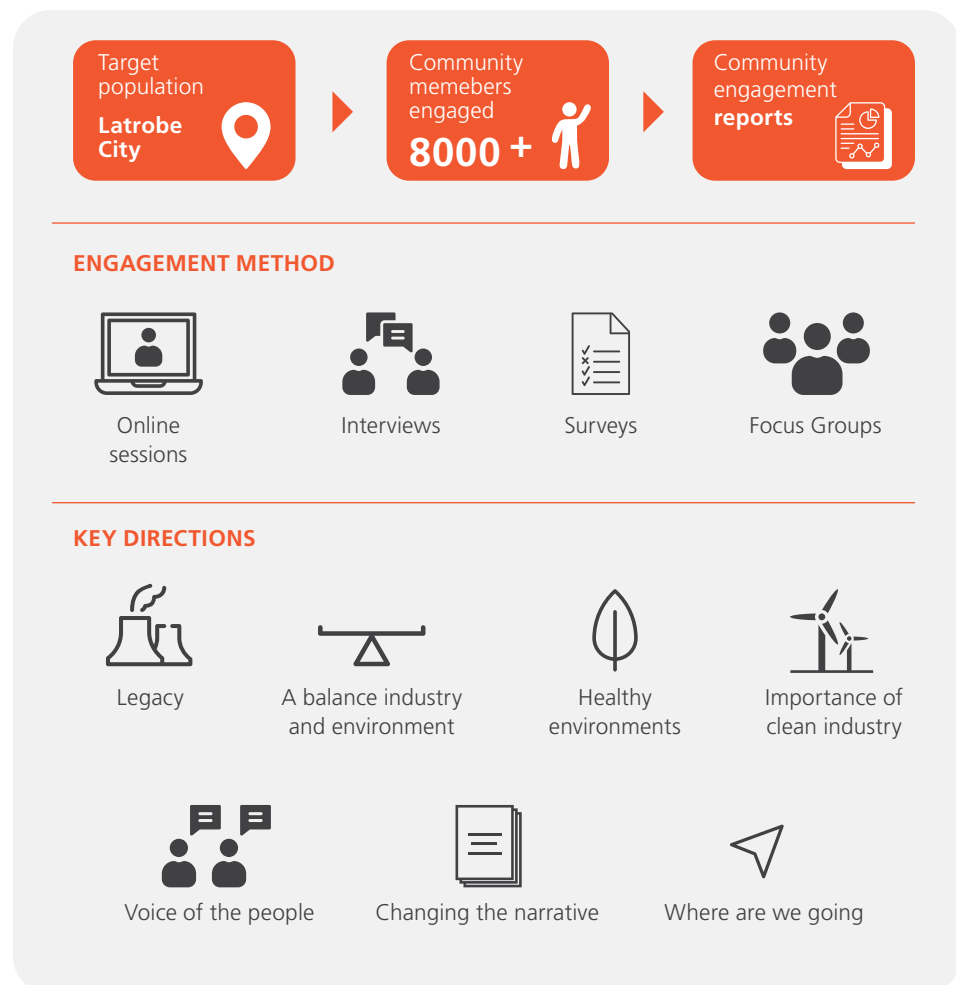 Target
population
Latrobe
City
Community
memebers
engaged
8000 +
Community
engagement
reports
ENGAGEMENT METHOD
Online
sessions
Interviews
Surveys
Focus Groups
KEY DIRECTIONS
Legacy
A balance industry
and environment
Healthy
environments
Importance of
clean industry
Voice of the people
Changing the narrative
Where are we going